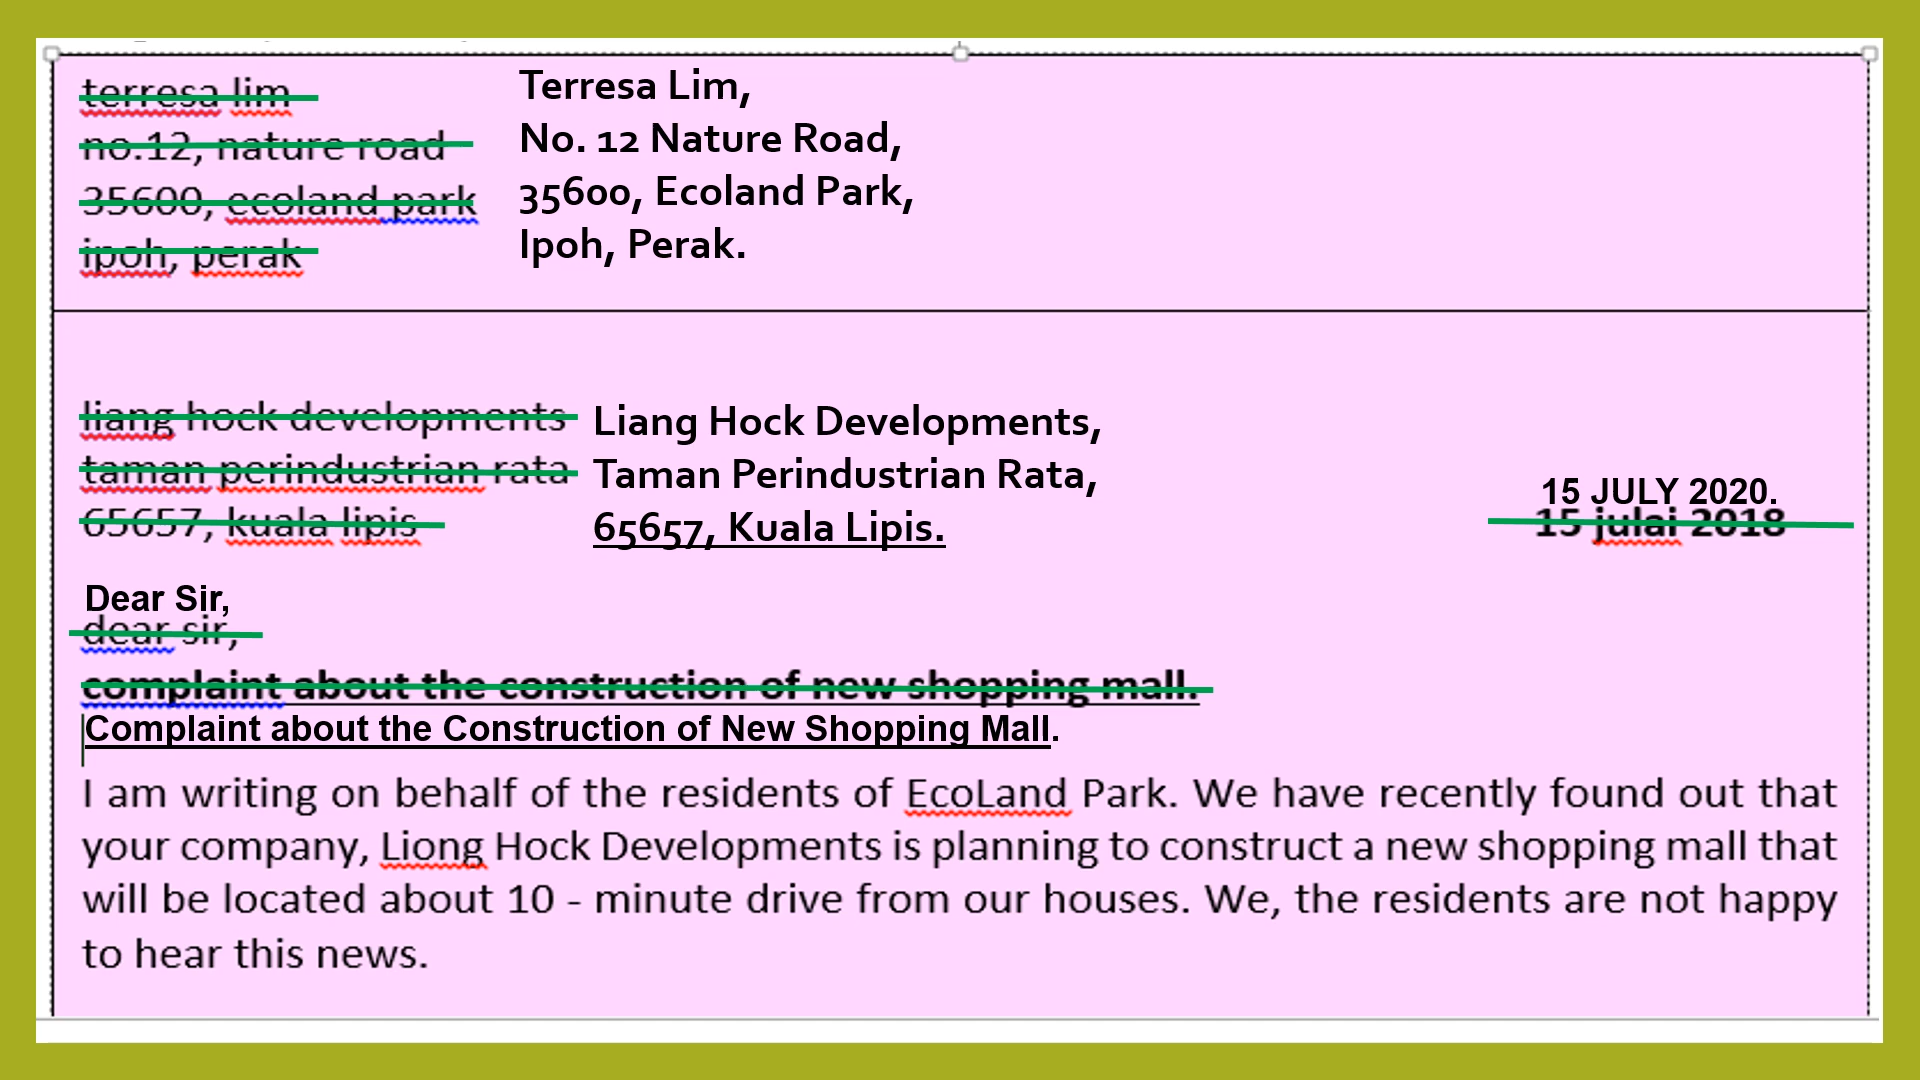 terresa lim
Terresa Lim,
no.12, nature road
No. 12 Nature Road,
35600, ecoland park
35600, Ecoland Park,
ipoh, perak
Ipoh, Perak.
liang hock developments
Liang Hock Developments,
taman perindustrian rata
Taman Perindustrian Rata,
65657, kuala lipis
65657, Kuala Lipis.
15 JULY 2020.
15 julai 2018
Dear Sir,
dear sir,
complaint about the construction of new shopping mall.
Complaint about the Construction of New Shopping Mall.
I am writing on behalf of the residents of EcoLand Park. We have recently found out that
your company, Liong Hock Developments is planning to construct a new shopping mall that
will be located about 10 - minute drive from our houses. We, the residents are not happy
to hear this news.